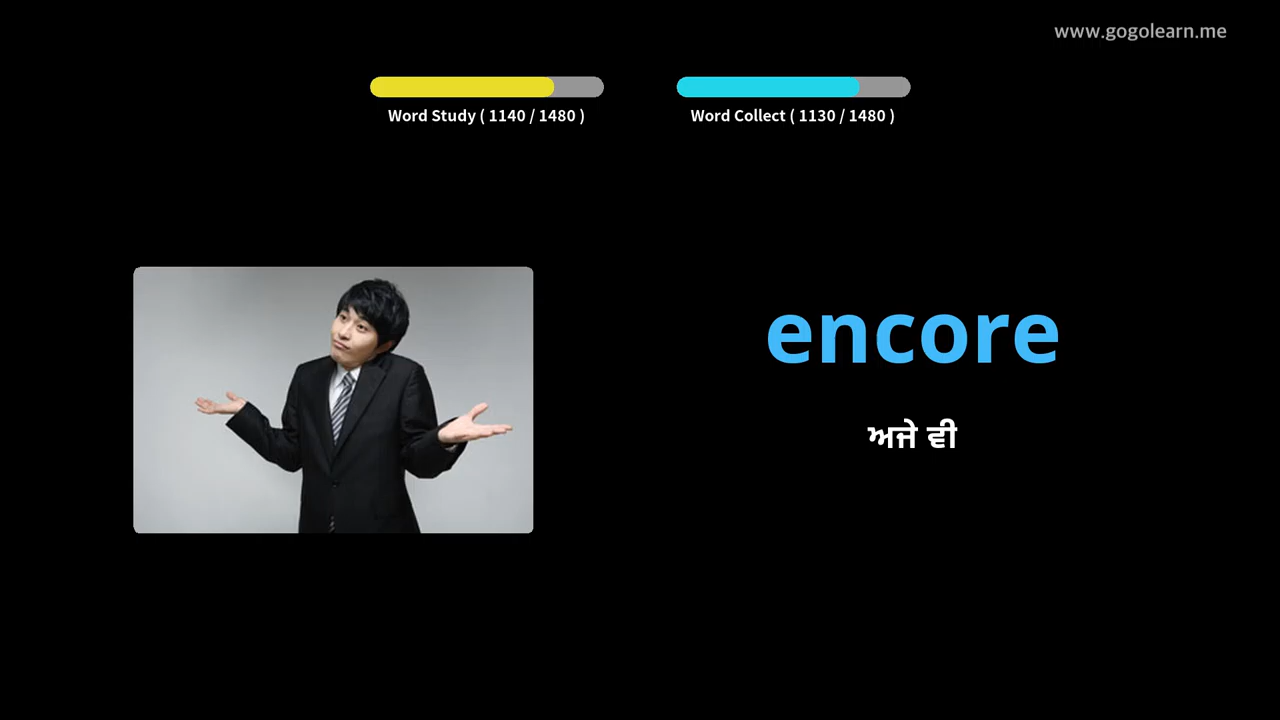 www.gogolearn.me
Word Study ( 1140 / 1480 )
Word Collect ( 1130 / 1480 )
encore
ਅਜੇ ਵੀ